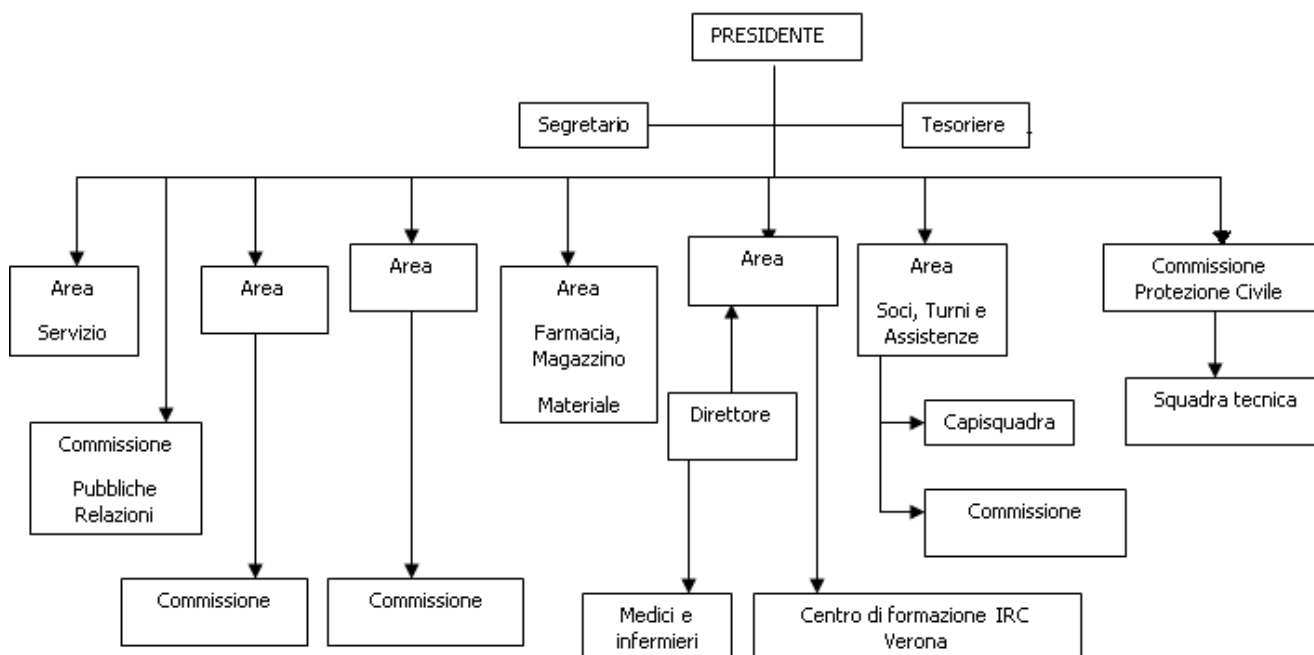 PRESIDENTE
Segretario
Tesoriere
Area
Servizio
Commissione
Pubbliche
Relazioni
Area
Commissione
Area
Commissione
Area
Farmacia,
Magazzino
Materiale
Area
Direttore
Medici e
infermieri
Centro di formazione IRC
Verona
Area
Soci, Turni e
Assistenze
Capisquadra
Commissione
Commissione
Protezione Civile
Squadra tecnica